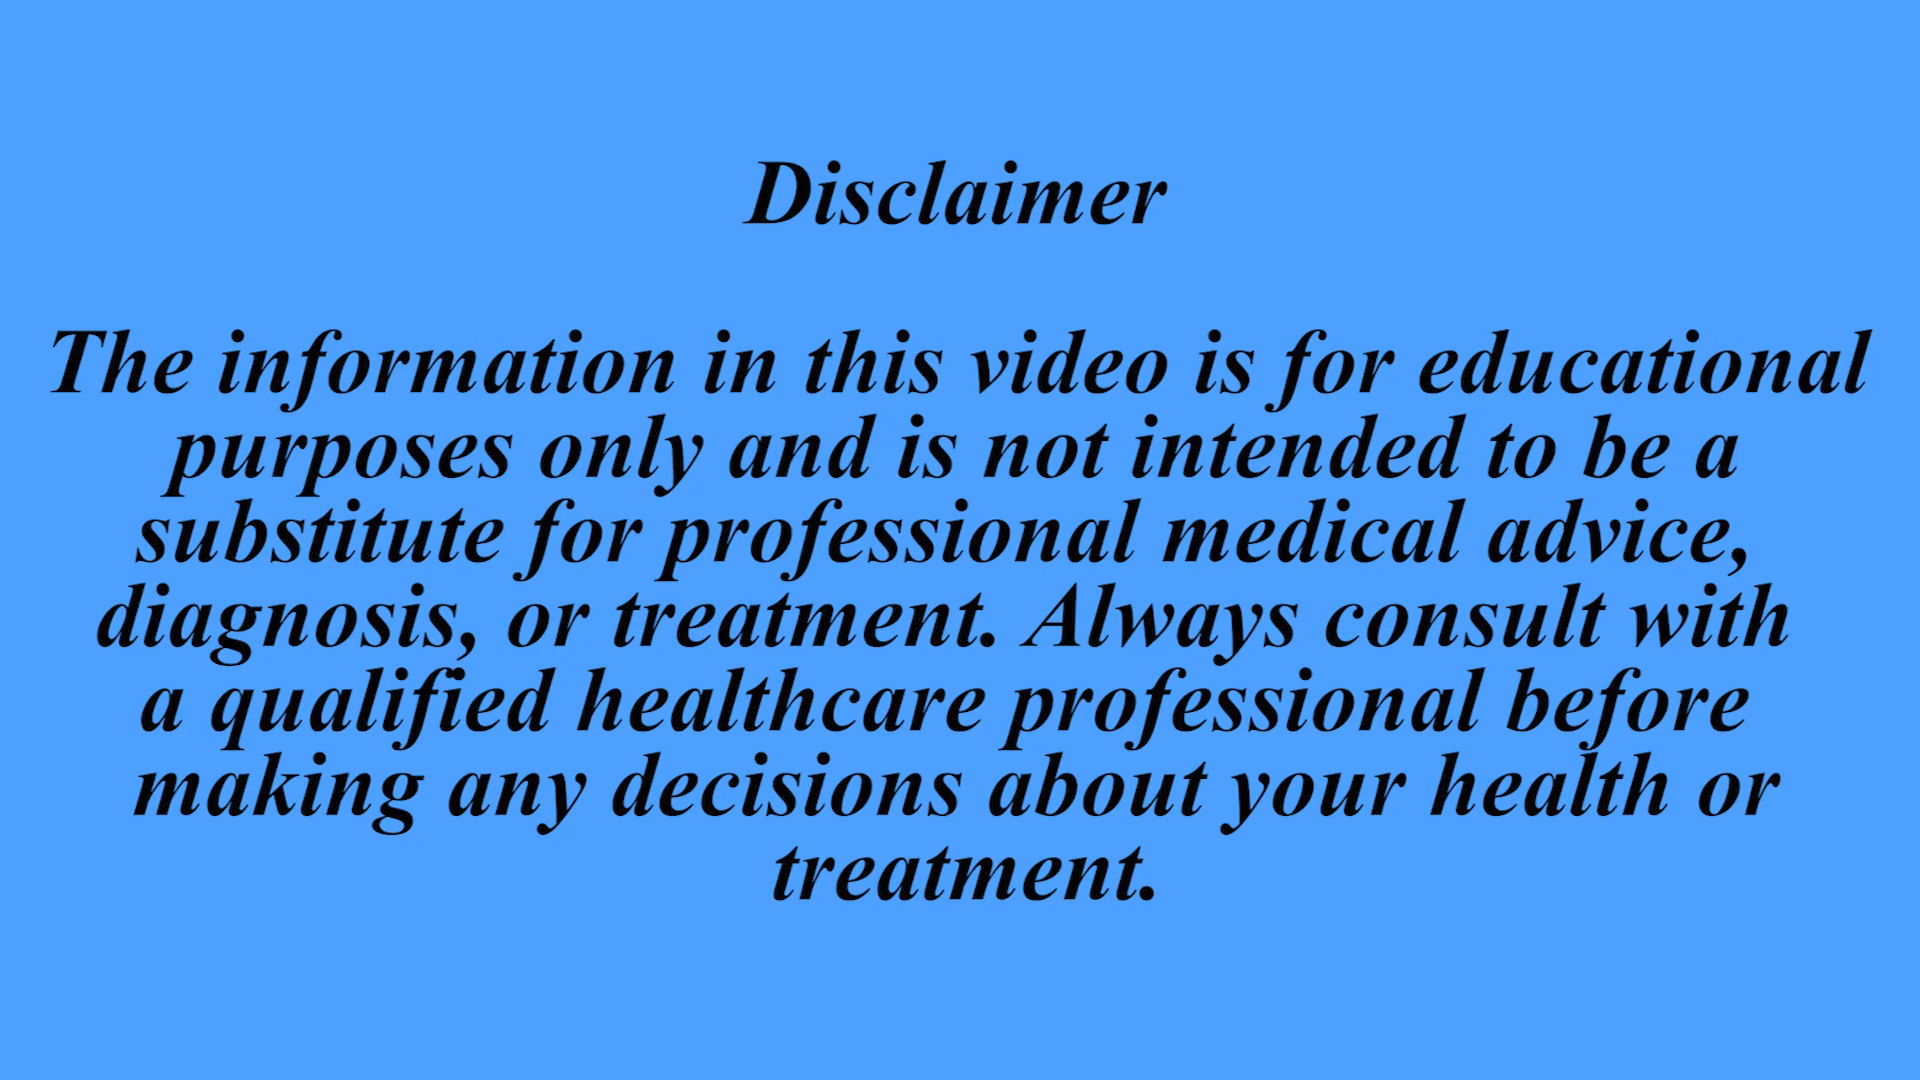 Disclaimer
The information in this video is for educational
purposes only and is not intended to be a
substitute for professional medical advice,
diagnosis, or treatment. Always consult with
a qualified healthcare professional before
making any decisions about your health or
treatment.